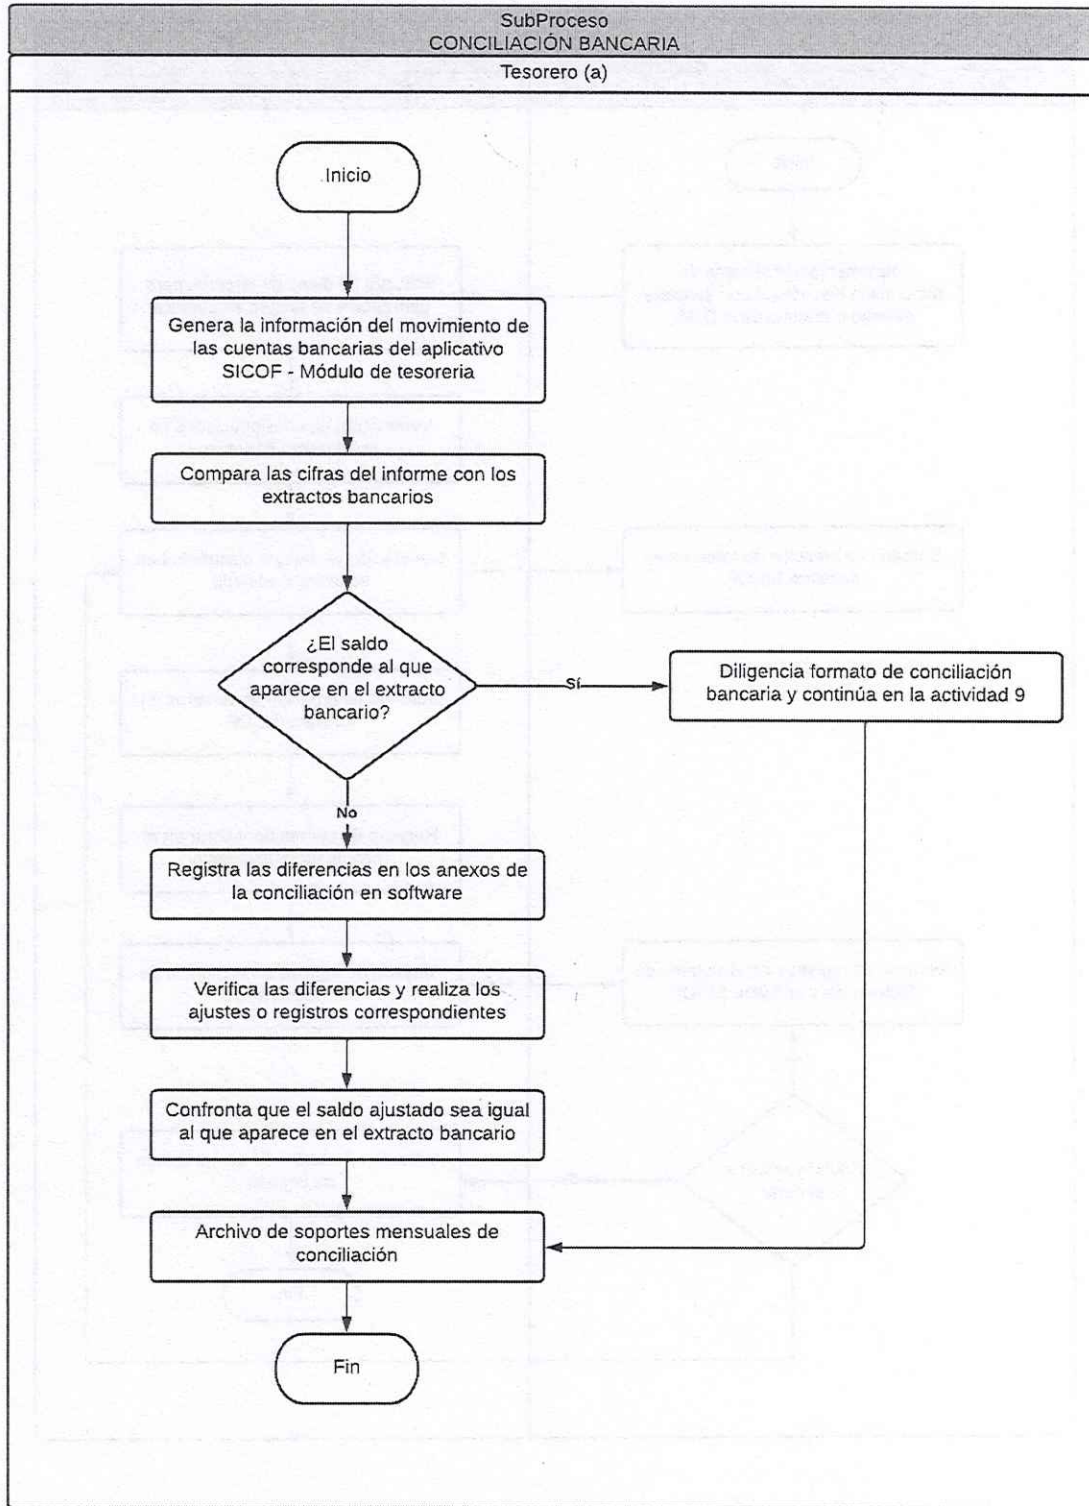 SubProceso
CONCILIACIÓN BANCARIA
Tesorero (a)
Inicio
Genera la información del movimiento de
las cuentas bancarias del aplicativo
SICOF - Módulo de tesoreria
Compara las cifras del informe con los
extractos bancarios
¿El saldo
corresponde al que
aparece en el extracto
bancario?
Sí
Diligencia formato de conciliación
bancaria y continúa en la actividad 9
No
Registra las diferencias en los anexos de
la conciliación en software
Verifica las diferencias y realiza los
ajustes o registros correspondientes
Confronta que el saldo ajustado sea igual
al que aparece en el extracto bancario
Archivo de soportes mensuales de
conciliación
Fin